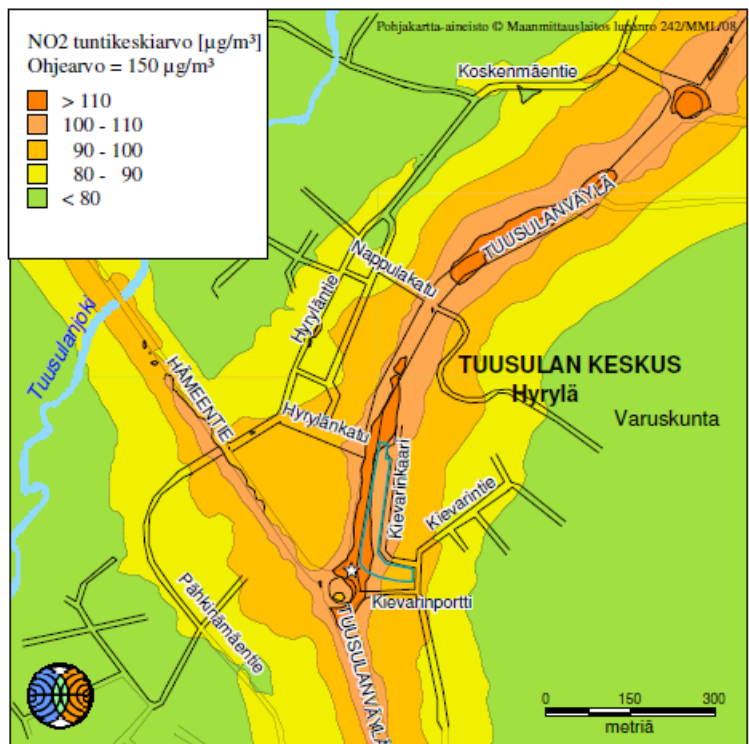 NO2 tuntikeskiarvo [µg/m³]
Ohjearvo = 150 µg/m³
> 110
100 - 110
90 - 100
80 - 90
< 80
Pohjakartta-aineisto © Maanmittauslaitos lupanro 242/MML/08
Koskenmäentie
TUUSULANVÄYLÄ
Nappulakatu
Hyryläntie
Tuusulanjoki
HÄMEENTIE
TUUSULAN KESKUS
Hyrylä
Varuskunta
Hyrylänkatu
Kievarinkaari
Kievarintie
Pähkinämäentie
Kievarinportti
TUUSULANVÄYLÄ
0 150 300
metriä